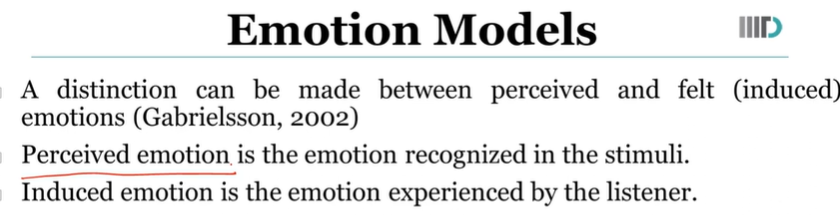 Emotion Models
A distinction can be made between perceived and felt (induced)
emotions (Gabrielsson, 2002)
Perceived emotion is the emotion recognized in the stimuli.
Induced emotion is the emotion experienced by the listener.